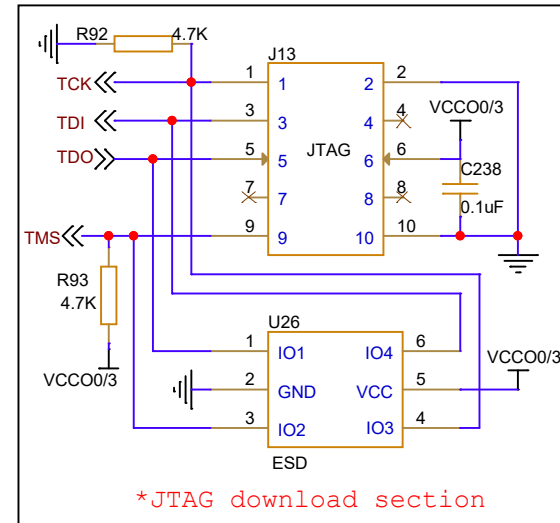 R92 4.7K
J13
TCK 1 1 2 2
TDI 3 3 4 4
VCCO0/3
TDO 5 5 JTAG 6 6
C238
7 7 8 8
0.1uF
TMS 9 9 10 10
R93
4.7K
VCCO0/3
U26
1 IO1 IO4 6
2 GND VCC 5
VCCO0/3
3 IO2 IO3 4
ESD
*JTAG download section